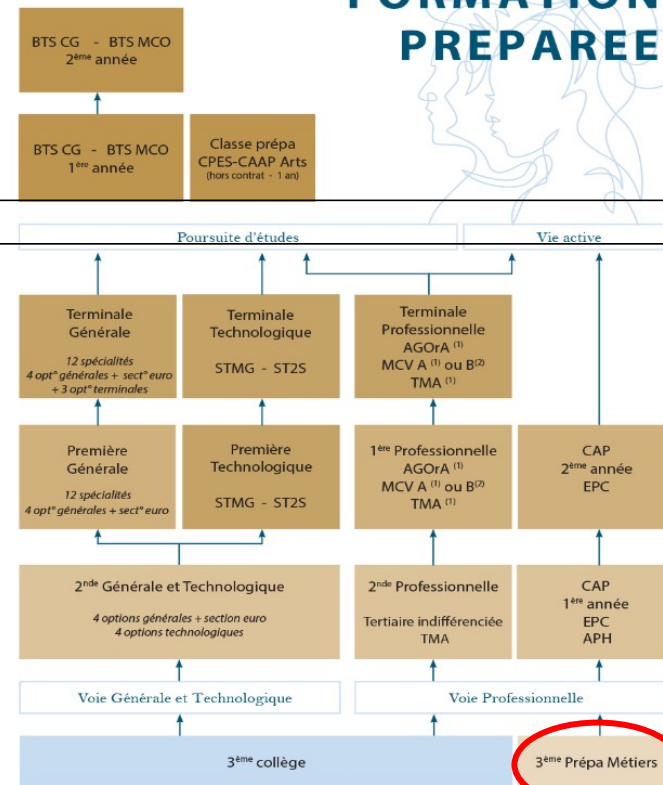 FORMATION
PREPAREE
BTS CG - BTS MCO
2ème année
BTS CG - BTS MCO
1ère année
Classe prépa
CPES-CAAP Arts
(hors contrat - 1 an)
Poursuite d'études
Vie active
Terminale
Générale
12 spécialités
4 opt° générales + sect° euro
+ 3 opt° terminales
Terminale
Technologique
STMG - ST2S
Terminale
Professionnelle
AGOrA (1)
MCV A (1) ou B(2)
TMA (1)
Première
Générale
12 spécialités
4 opt° générales + sect° euro
Première
Technologique
STMG - ST2S
1ère Professionnelle
AGOrA (1)
MCV A (1) ou B(2)
TMA (1)
CAP
2ème année
EPC
2nde Générale et Technologique
4 options générales + section euro
4 options technologiques
2nde Professionnelle
Tertiaire indifférenciée
TMA
CAP
1ère année
EPC
APH
Voie Générale et Technologique
Voie Professionnelle
3ème collège
3ème Prépa Métiers